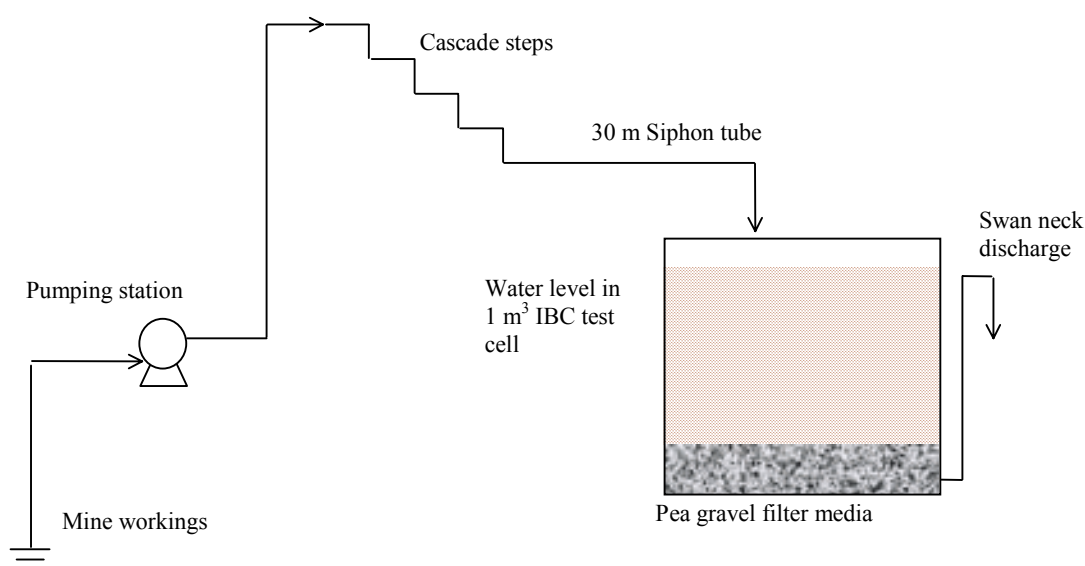 Cascade steps
30 m Siphon tube
Swan neck
discharge
Pumping station
Water level in
1 m³ IBC test
cell
Mine workings
Pea gravel filter media